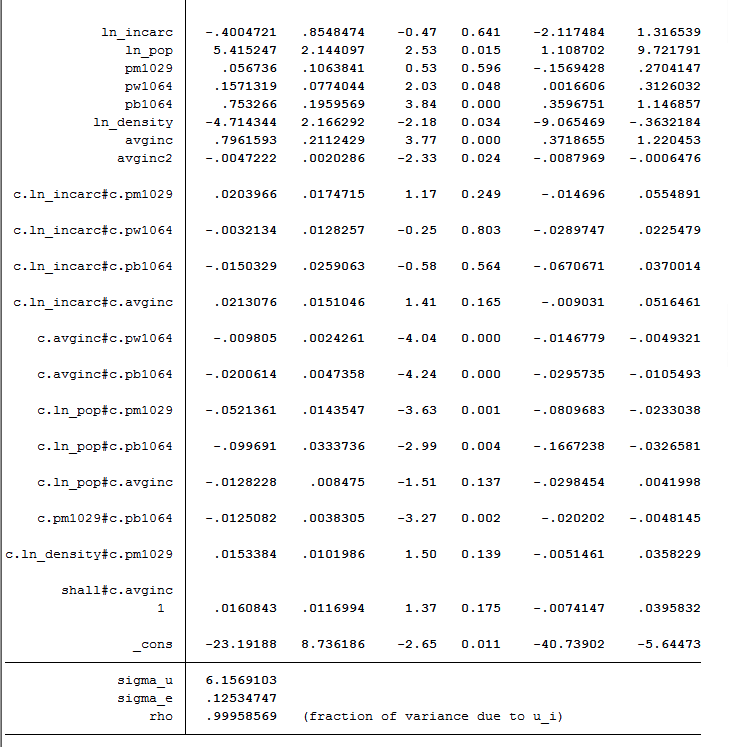 ln_incarc -.4004721 .8548474 -0.47 0.641 -2.117484 1.316539
ln_pop 5.415247 2.144097 2.53 0.015 1.108702 9.721791
pm1029 .056736 .1063841 0.53 0.596 -.1569428 .2704147
pw1064 .1571319 .0774044 2.03 0.048 .0016606 .3126032
pb1064 .753266 .1959569 3.84 0.000 .3596751 1.146857
ln_density -4.714344 2.166292 -2.18 0.034 -9.065469 -.3632184
avginc .7961593 .2112429 3.77 0.000 .3718655 1.220453
avginc2 -.0047222 .0020286 -2.33 0.024 -.0087969 -.0006476
c.ln_incarc#c.pm1029 .0203966 .0174715 1.17 0.249 -.014696 .0554891
c.ln_incarc#c.pw1064 -.0032134 .0128257 -0.25 0.803 -.0289747 .0225479
c.ln_incarc#c.pb1064 -.0150329 .0259063 -0.58 0.564 -.0670671 .0370014
c.ln_incarc#c.avginc .0213076 .0151046 1.41 0.165 -.009031 .0516461
c.avginc#c.pw1064 -.009805 .0024261 -4.04 0.000 -.0146779 -.0049321
c.avginc#c.pb1064 -.0200614 .0047358 -4.24 0.000 -.0295735 -.0105493
c.ln_pop#c.pm1029 -.0521361 .0143547 -3.63 0.001 -.0809683 -.0233038
c.ln_pop#c.pb1064 -.099691 .0333736 -2.99 0.004 -.1667238 -.0326581
c.ln_pop#c.avginc -.0128228 .008475 -1.51 0.137 -.0298454 .0041998
c.pm1029#c.pb1064 -.0125082 .0038305 -3.27 0.002 -.020202 -.0048145
c.ln_density#c.pm1029 .0153384 .0101986 1.50 0.139 -.0051461 .0358229
shall#c.avginc
1 .0160843 .0116994 1.37 0.175 -.0074147 .0395832
_cons -23.19188 8.736186 -2.65 0.011 -40.73902 -5.64473
sigma_u 6.1569103
sigma_e .12534747
rho .99958569 (fraction of variance due to u_i)